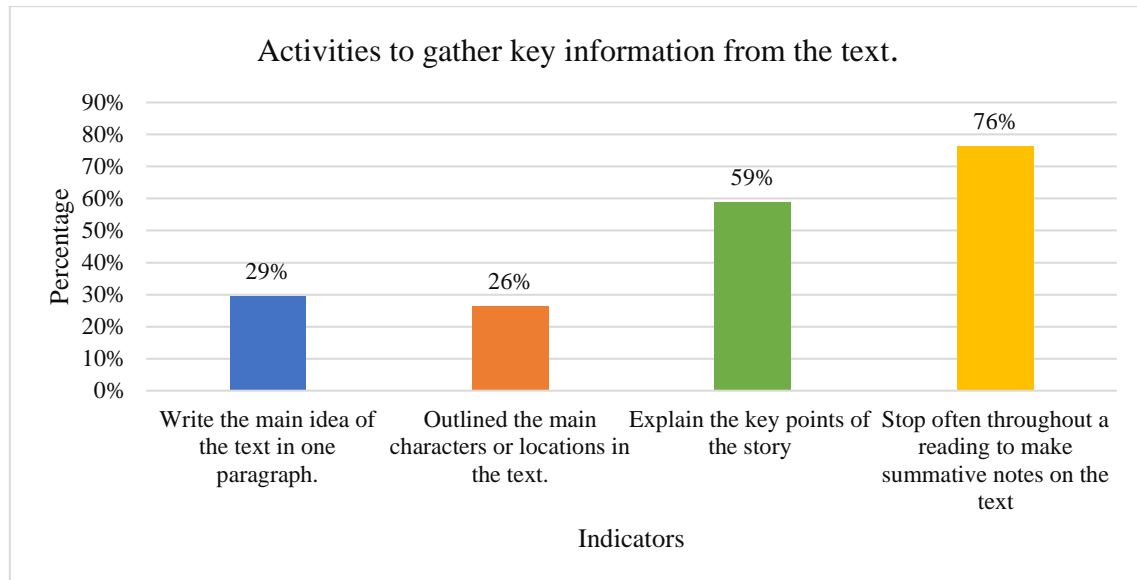 Activities to gather key information from the text.
90%
80%
70%
60%
50%
40%
30%
20%
10%
0%
Percentage
29%
26%
59%
76%
Write the main idea of
the text in one
paragraph.
Outlined the main
characters or locations in
the text.
Explain the key points of
the story
Stop often throughout a
reading to make
summative notes on the
text
Indicators